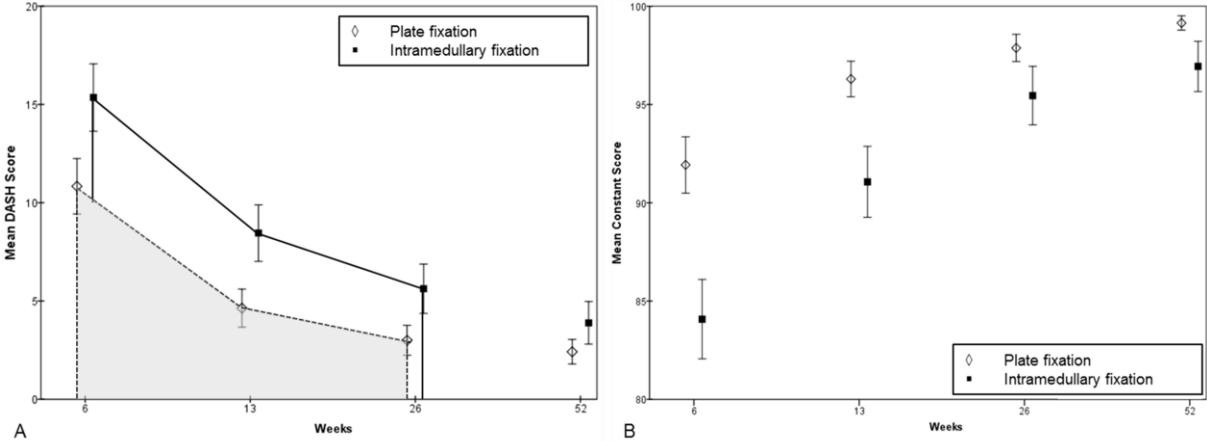 20
15
10
5
0
Mean DASH Score
Plate fixation
Intramedullary fixation
6 13 26 52
Weeks
A
100
95
90
85
80
Mean Constant Score
Plate fixation
Intramedullary fixation
6 13 26 52
Weeks
B